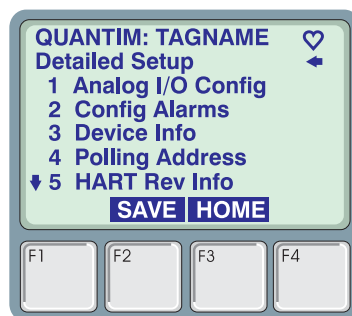 QUANTIM: TAGNAME
Detailed Setup
1 Analog I/O Config
2 Config Alarms
3 Device Info
4 Polling Address
5 HART Rev Info
SAVE HOME
F1 F2 F3 F4